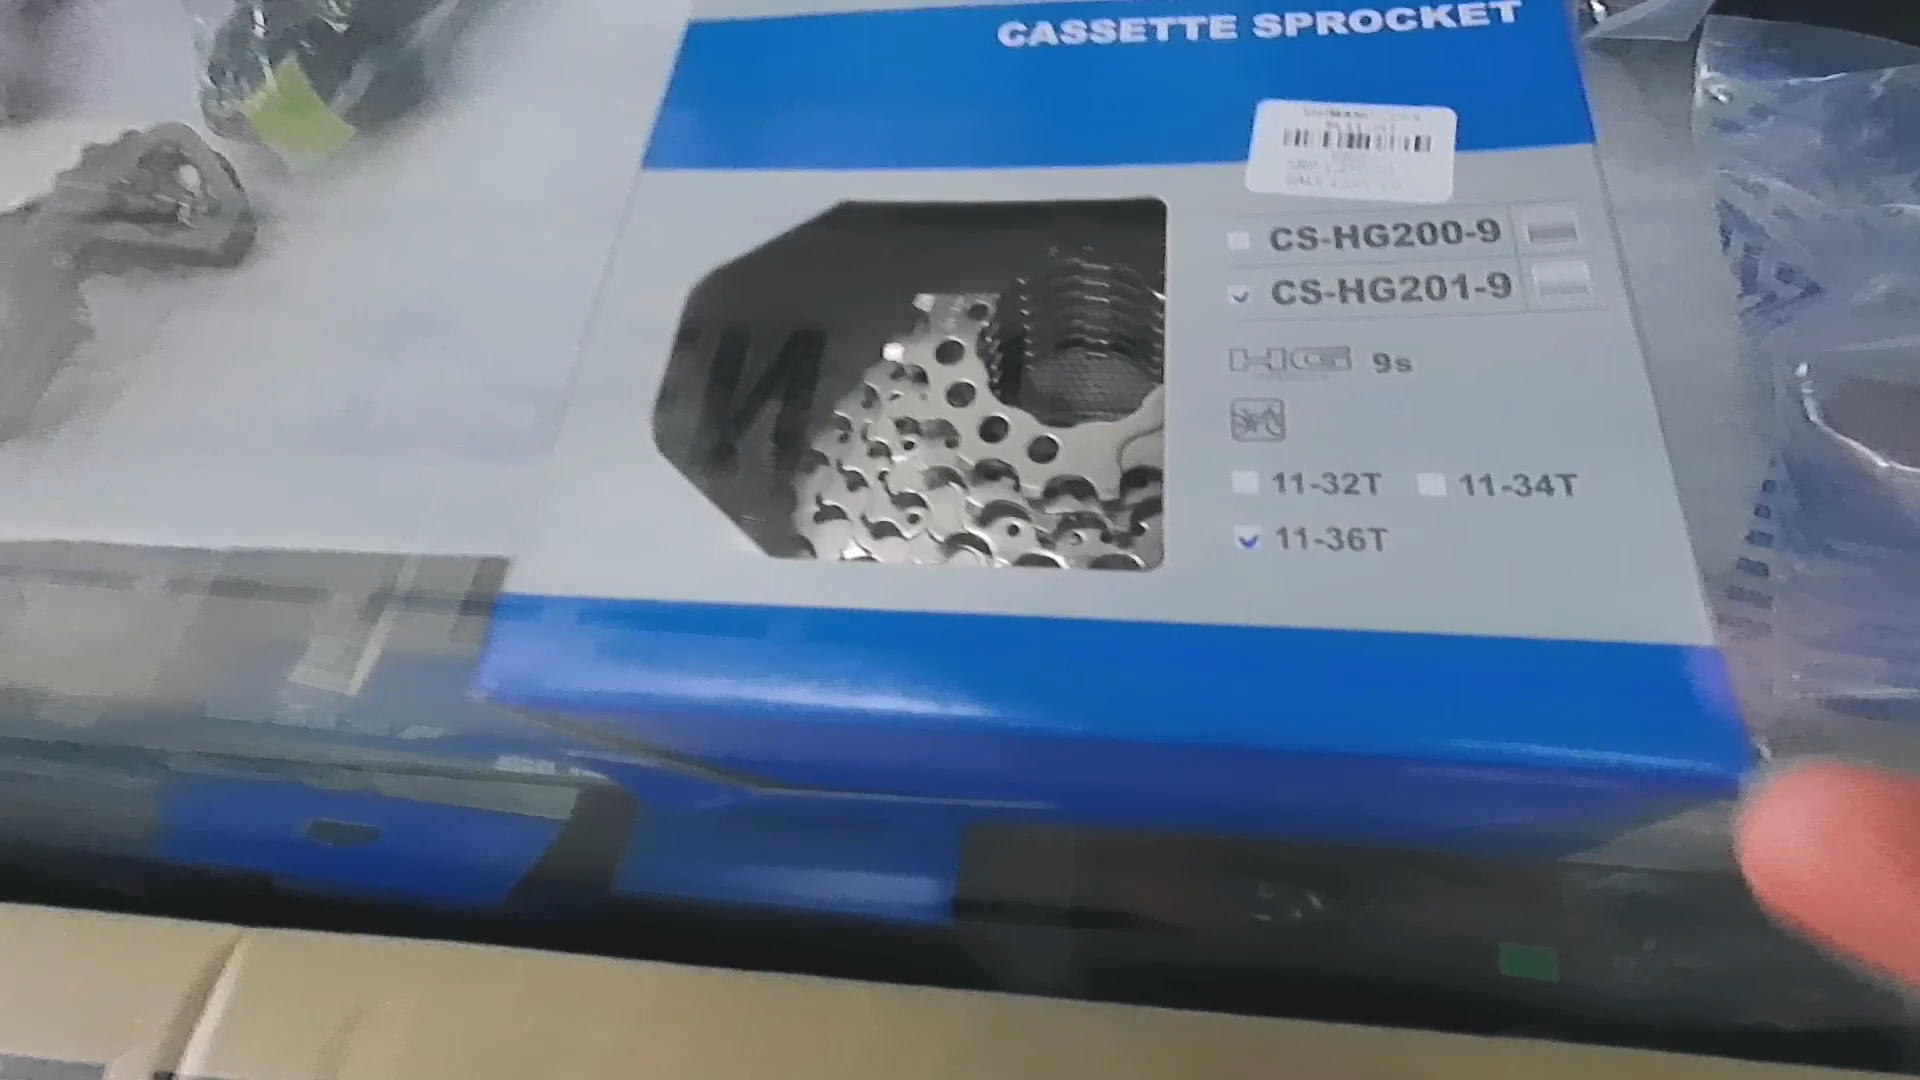 CASSETTE SPROCKET
CS-HG200-9
CS-HG201-9
HG 9s
11-32T 11-34T
11-36T